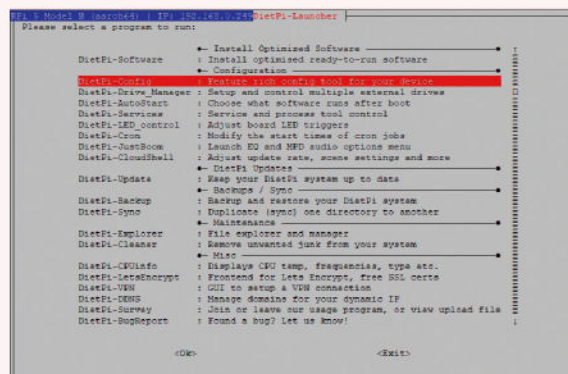 RPi 5 Model B (aarch64) | IP: 192.168.0.249 DietPi-Launcher
Please select a program to run:
Install Optimized Software
DietPi-Software : Install optimised ready-to-run software
Configuration
DietPi-Config : Feature rich config tool for your device
DietPi-Drive_Manager : Setup and control multiple external drives
DietPi-AutoStart : Choose what software runs after boot
DietPi-Services : Service and process tool control
DietPi-LED_control : Adjust board LED triggers
DietPi-Cron : Modify the start times of cron jobs
DietPi-JustBoom : Launch EQ and MPD audio options menu
DietPi-CloudShell : Adjust update rate, scene settings and more
DietPi Updates
DietPi-Update : Keep your DietPi system up to date
Backups / Sync
DietPi-Backup : Backup and restore your DietPi system
DietPi-Sync : Duplicate (sync) one directory to another
Maintenance
DietPi-Explorer : File explorer and manager
DietPi-Cleaner : Remove unwanted junk from your system
Misc
DietPi-CPUinfo : Displays CPU temp, frequencies, type etc.
DietPi-LetsEncrypt : Frontend for Lets Encrypt, free SSL certs
DietPi-VPN : GUI to setup a VPN connection
DietPi-DDNS : Manage domains for your dynamic IP
DietPi-Survey : Join or leave our usage program, or view upload file
DietPi-BugReport : Found a bug? Let us know!
<Ok> <Exit>